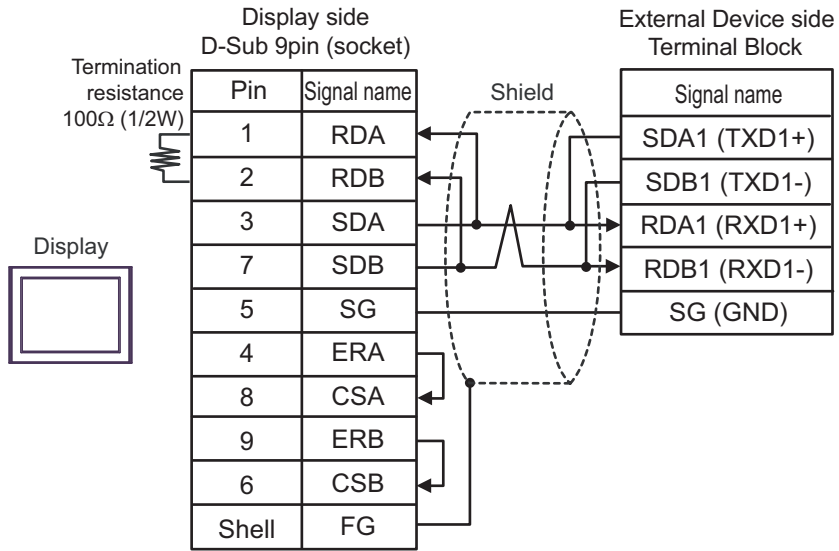 Display side
D-Sub 9pin (socket)
External Device side
Terminal Block
Termination
resistance
100Ω (1/2W)
Pin Signal name
Shield
Signal name
1 RDA
SDA1 (TXD1+)
2 RDB
SDB1 (TXD1-)
3 SDA
RDA1 (RXD1+)
Display
7 SDB
RDB1 (RXD1-)
5 SG
SG (GND)
4 ERA
8 CSA
9 ERB
6 CSB
Shell FG